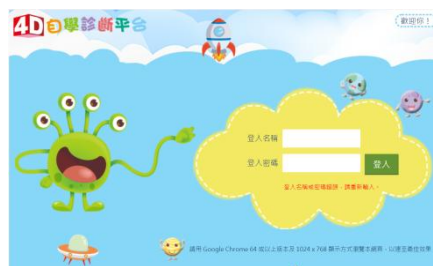 4D自學診斷平台
歡迎你！
登入名稱
登入密碼
登入
登入名稱或密碼錯誤，請重新輸入。
請用 Google Chrome 64 或以上版本及 1024 x 768 顯示方式瀏覽本網頁，以達至最佳效果